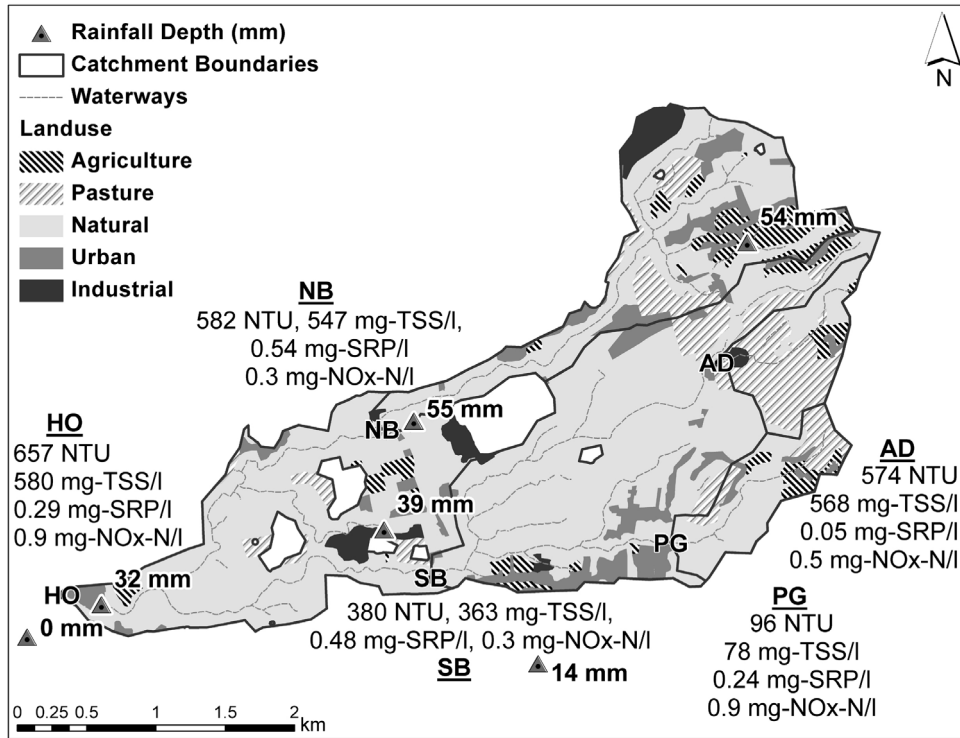 Rainfall Depth (mm)
Catchment Boundaries
Waterways
Landuse
Agriculture
Pasture
Natural
Urban
Industrial
N
54 mm
NB
582 NTU, 547 mg-TSS/l,
0.54 mg-SRP/l
0.3 mg-NOx-N/l
AD
55 mm
NB
HO
657 NTU
580 mg-TSS/l
0.29 mg-SRP/l
0.9 mg-NOx-N/l
39 mm
AD
574 NTU
568 mg-TSS/l
0.05 mg-SRP/l
0.5 mg-NOx-N/l
PG
SB
HO
32 mm
0 mm
380 NTU, 363 mg-TSS/l,
0.48 mg-SRP/l, 0.3 mg-NOx-N/l
SB
14 mm
PG
96 NTU
78 mg-TSS/l
0.24 mg-SRP/l
0.9 mg-NOx-N/l
0 0.25 0.5 1 1.5 2
km